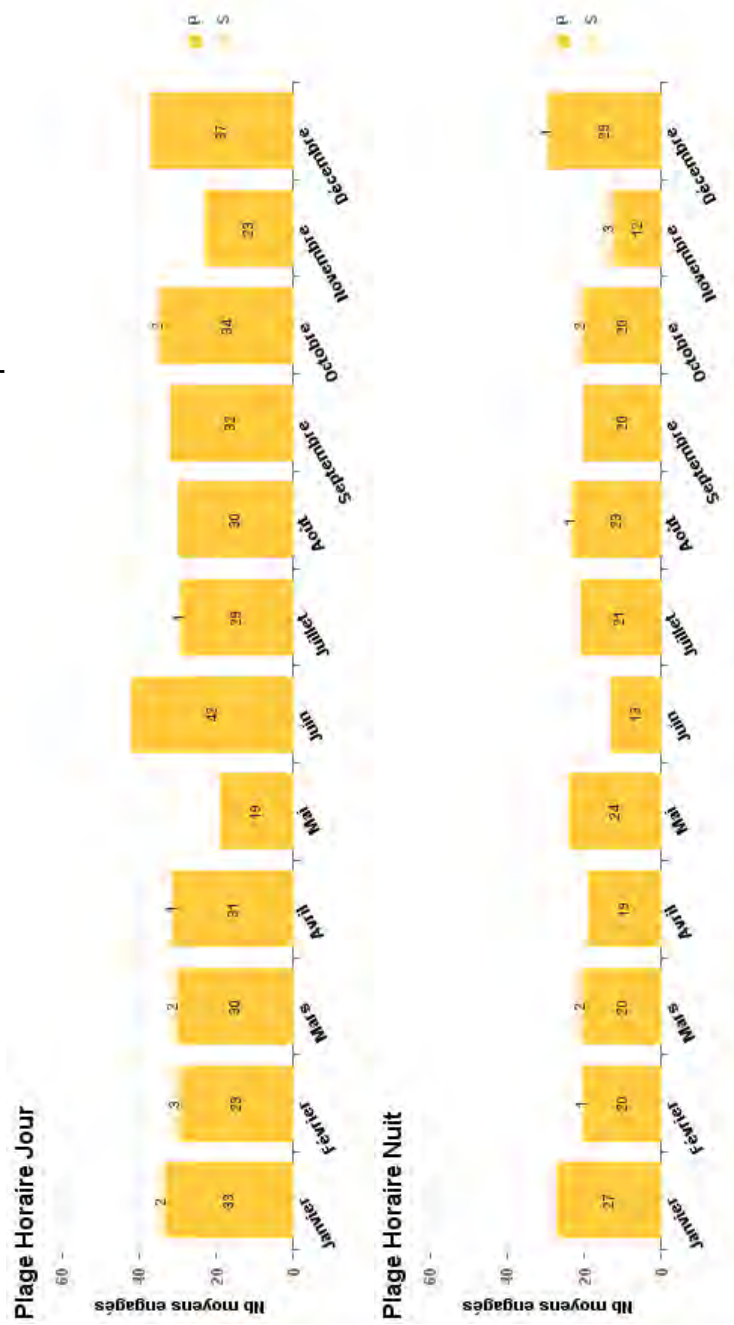 Plage Horaire Jour
Nb moyens engagés
60
40
20
0
2 3 2 1 1 2
33 29 30 31 19 42 29 30 32 34 23 37
Janvier Février Mars Avril Mai Juin Juillet Août Septembre Octobre Novembre Décembre
P
S
Plage Horaire Nuit
Nb moyens engagés
60
40
20
0
1 2 1 2 3 1
27 20 20 19 24 13 21 23 20 20 12 29
Janvier Février Mars Avril Mai Juin Juillet Août Septembre Octobre Novembre Décembre
P
S